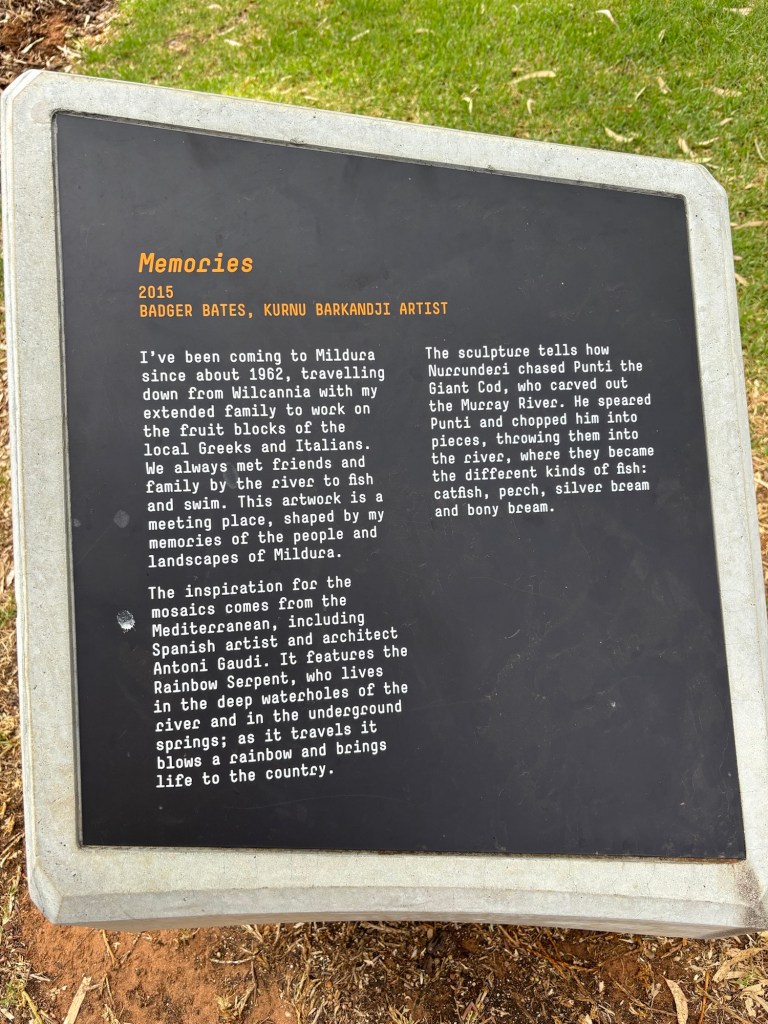 Memories
2015
BADGER BATES, KURNU BARKANDJI ARTIST
I've been coming to Mildura
since about 1962, travelling
down from Wilcannia with my
extended family to work on
the fruit blocks of the
local Greeks and Italians.
We always met friends and
family by the river to fish
and swim. This artwork is a
meeting place, shaped by my
memories of the people and
landscapes of Mildura.
The inspiration for the
mosaics comes from the
Mediterranean, including
Spanish artist and architect
Antoni Gaudi. It features the
Rainbow Serpent, who lives
in the deep waterholes of the
river and in the underground
springs; as it travels it
blows a rainbow and brings
life to the country.
The sculpture tells how
Nurrunderi chased Punti the
Giant Cod, who carved out
the Murray River. He speared
Punti and chopped him into
pieces, throwing them into
the river, where they became
the different kinds of fish:
catfish, perch, silver bream
and bony bream.